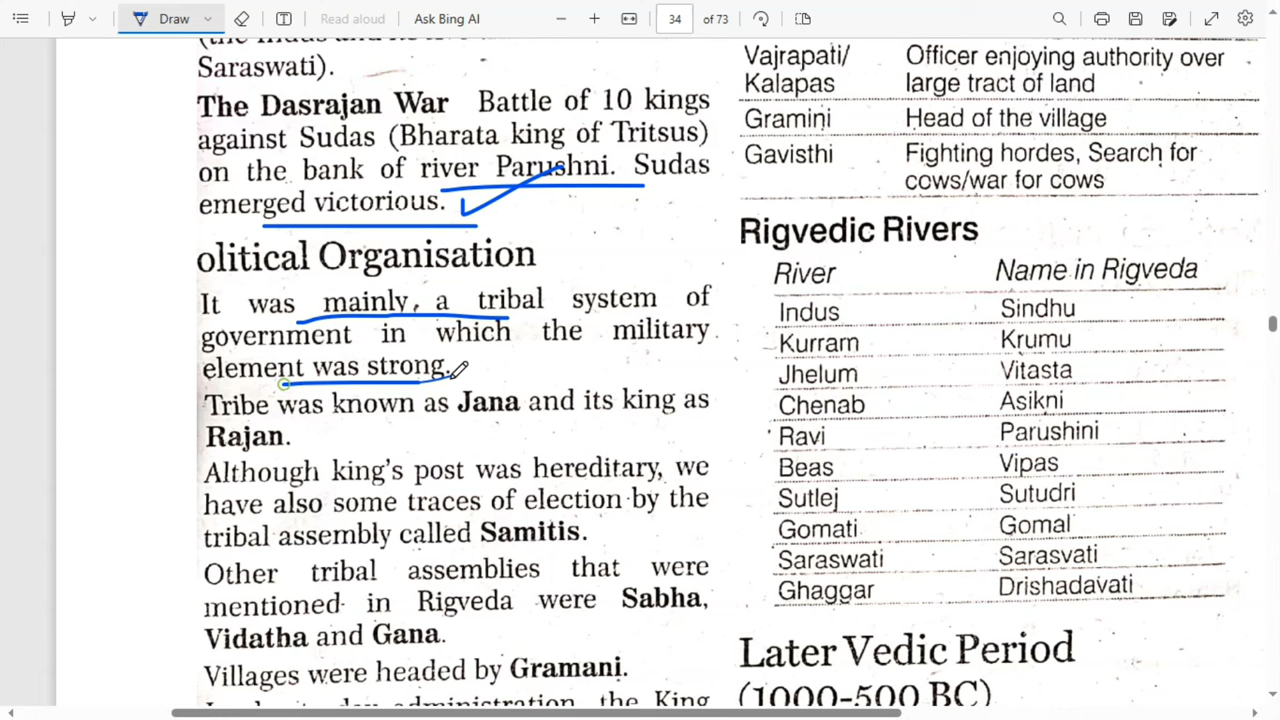 Draw
Read aloud
Ask Bing AI
34
of 73
Saraswati).
The Dasrajan War Battle of 10 kings
against Sudas (Bharata king of Tritsus)
on the bank of river Parushni. Sudas
emerged victorious.
olitical Organisation
It was mainly, a tribal system of
government in which the military
element was strong.
Tribe was known as Jana and its king as
Rajan.
Although king's post was hereditary, we
have also some traces of election by the
tribal assembly called Samitis.
Other tribal assemblies that were
mentioned in Rigveda were Sabha,
Vidatha and Gana.
Villages were headed by Gramani.
Vajrapati/ Officer enjoying authority over
Kalapas large tract of land
Gramini Head of the village
Gavisthi Fighting hordes, Search for
cows/war for cows
Rigvedic Rivers
River Name in Rigveda
Indus Sindhu
Kurram Krumu
Jhelum Vitasta
Chenab Asikni
Ravi Parushini
Beas Vipas
Sutlej Sutudri
Gomati Gomal
Saraswati Sarasvati
Ghaggar Drishadavati
Later Vedic Period
(1000-500 BC)